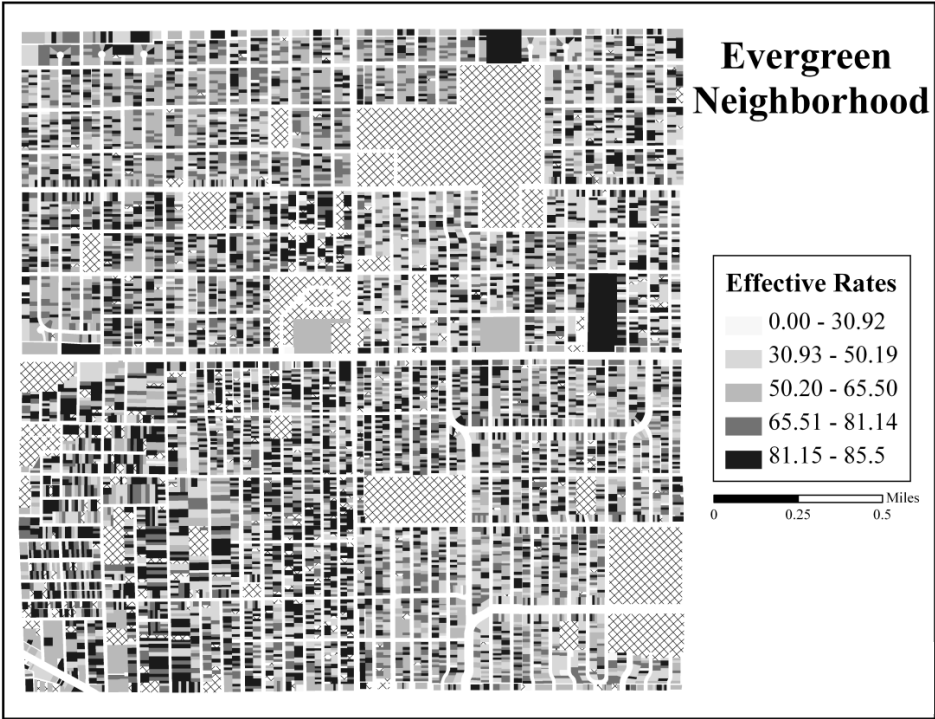 Evergreen
Neighborhood
Effective Rates
0.00 - 30.92
30.93 - 50.19
50.20 - 65.50
65.51 - 81.14
81.15 - 85.5
Miles
0 0.25 0.5